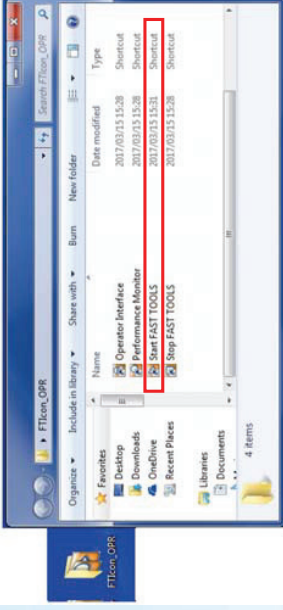 FTIcon_OPR
FTIcon_OPR
Search FTIcon_OPR
Organize
Include in library
Share with
Burn
New folder
Favorites
Desktop
Downloads
OneDrive
Recent Places
Libraries
Documents
Name Date modified Type
Operator Interface 2017/03/15 15:28 Shortcut
Performance Monitor 2017/03/15 15:28 Shortcut
Start FAST TOOLS 2017/03/15 15:31 Shortcut
Stop FAST TOOLS 2017/03/15 15:28 Shortcut
4 items